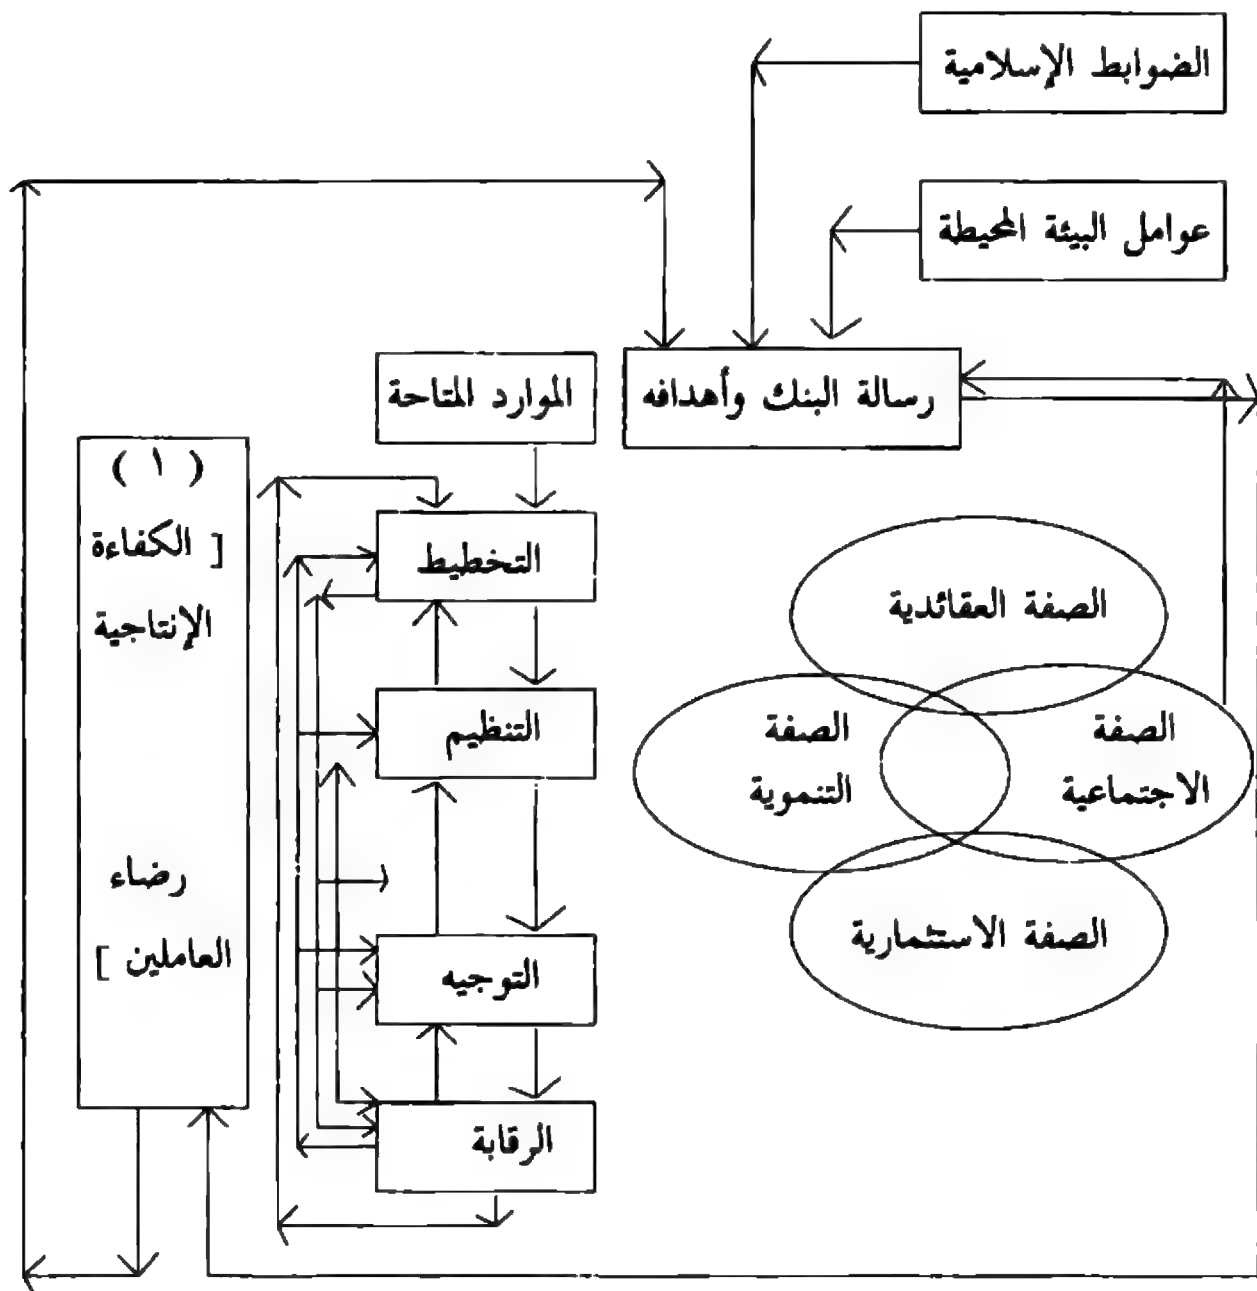 الضوابط الإسلامية
عوامل البيئة المحيطة
رسالة البنك وأهدافه
الموارد المتاحة
التخطيط
التنظيم
التوجيه
الرقابة
( ١ )
[ الكفاءة
الإنتاجية
رضاء
العاملين ]
الصفة العقائدية
الصفة
الاجتماعية
الصفة
التنموية
الصفة الاستثمارية